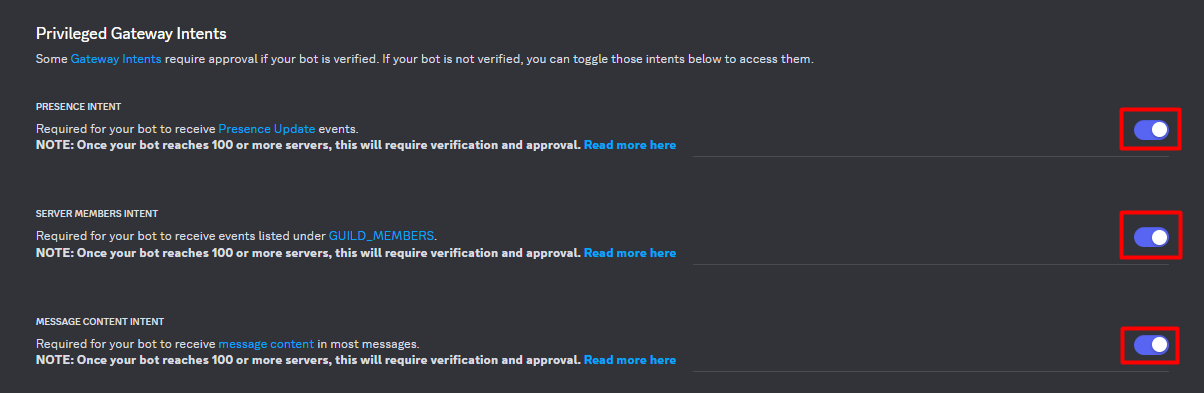 Privileged Gateway Intents
Some Gateway Intents require approval if your bot is verified. If your bot is not verified, you can toggle those intents below to access them.
PRESENCE INTENT
Required for your bot to receive Presence Update events.
NOTE: Once your bot reaches 100 or more servers, this will require verification and approval. Read more here
SERVER MEMBERS INTENT
Required for your bot to receive events listed under GUILD_MEMBERS.
NOTE: Once your bot reaches 100 or more servers, this will require verification and approval. Read more here
MESSAGE CONTENT INTENT
Required for your bot to receive message content in most messages.
NOTE: Once your bot reaches 100 or more servers, this will require verification and approval. Read more here